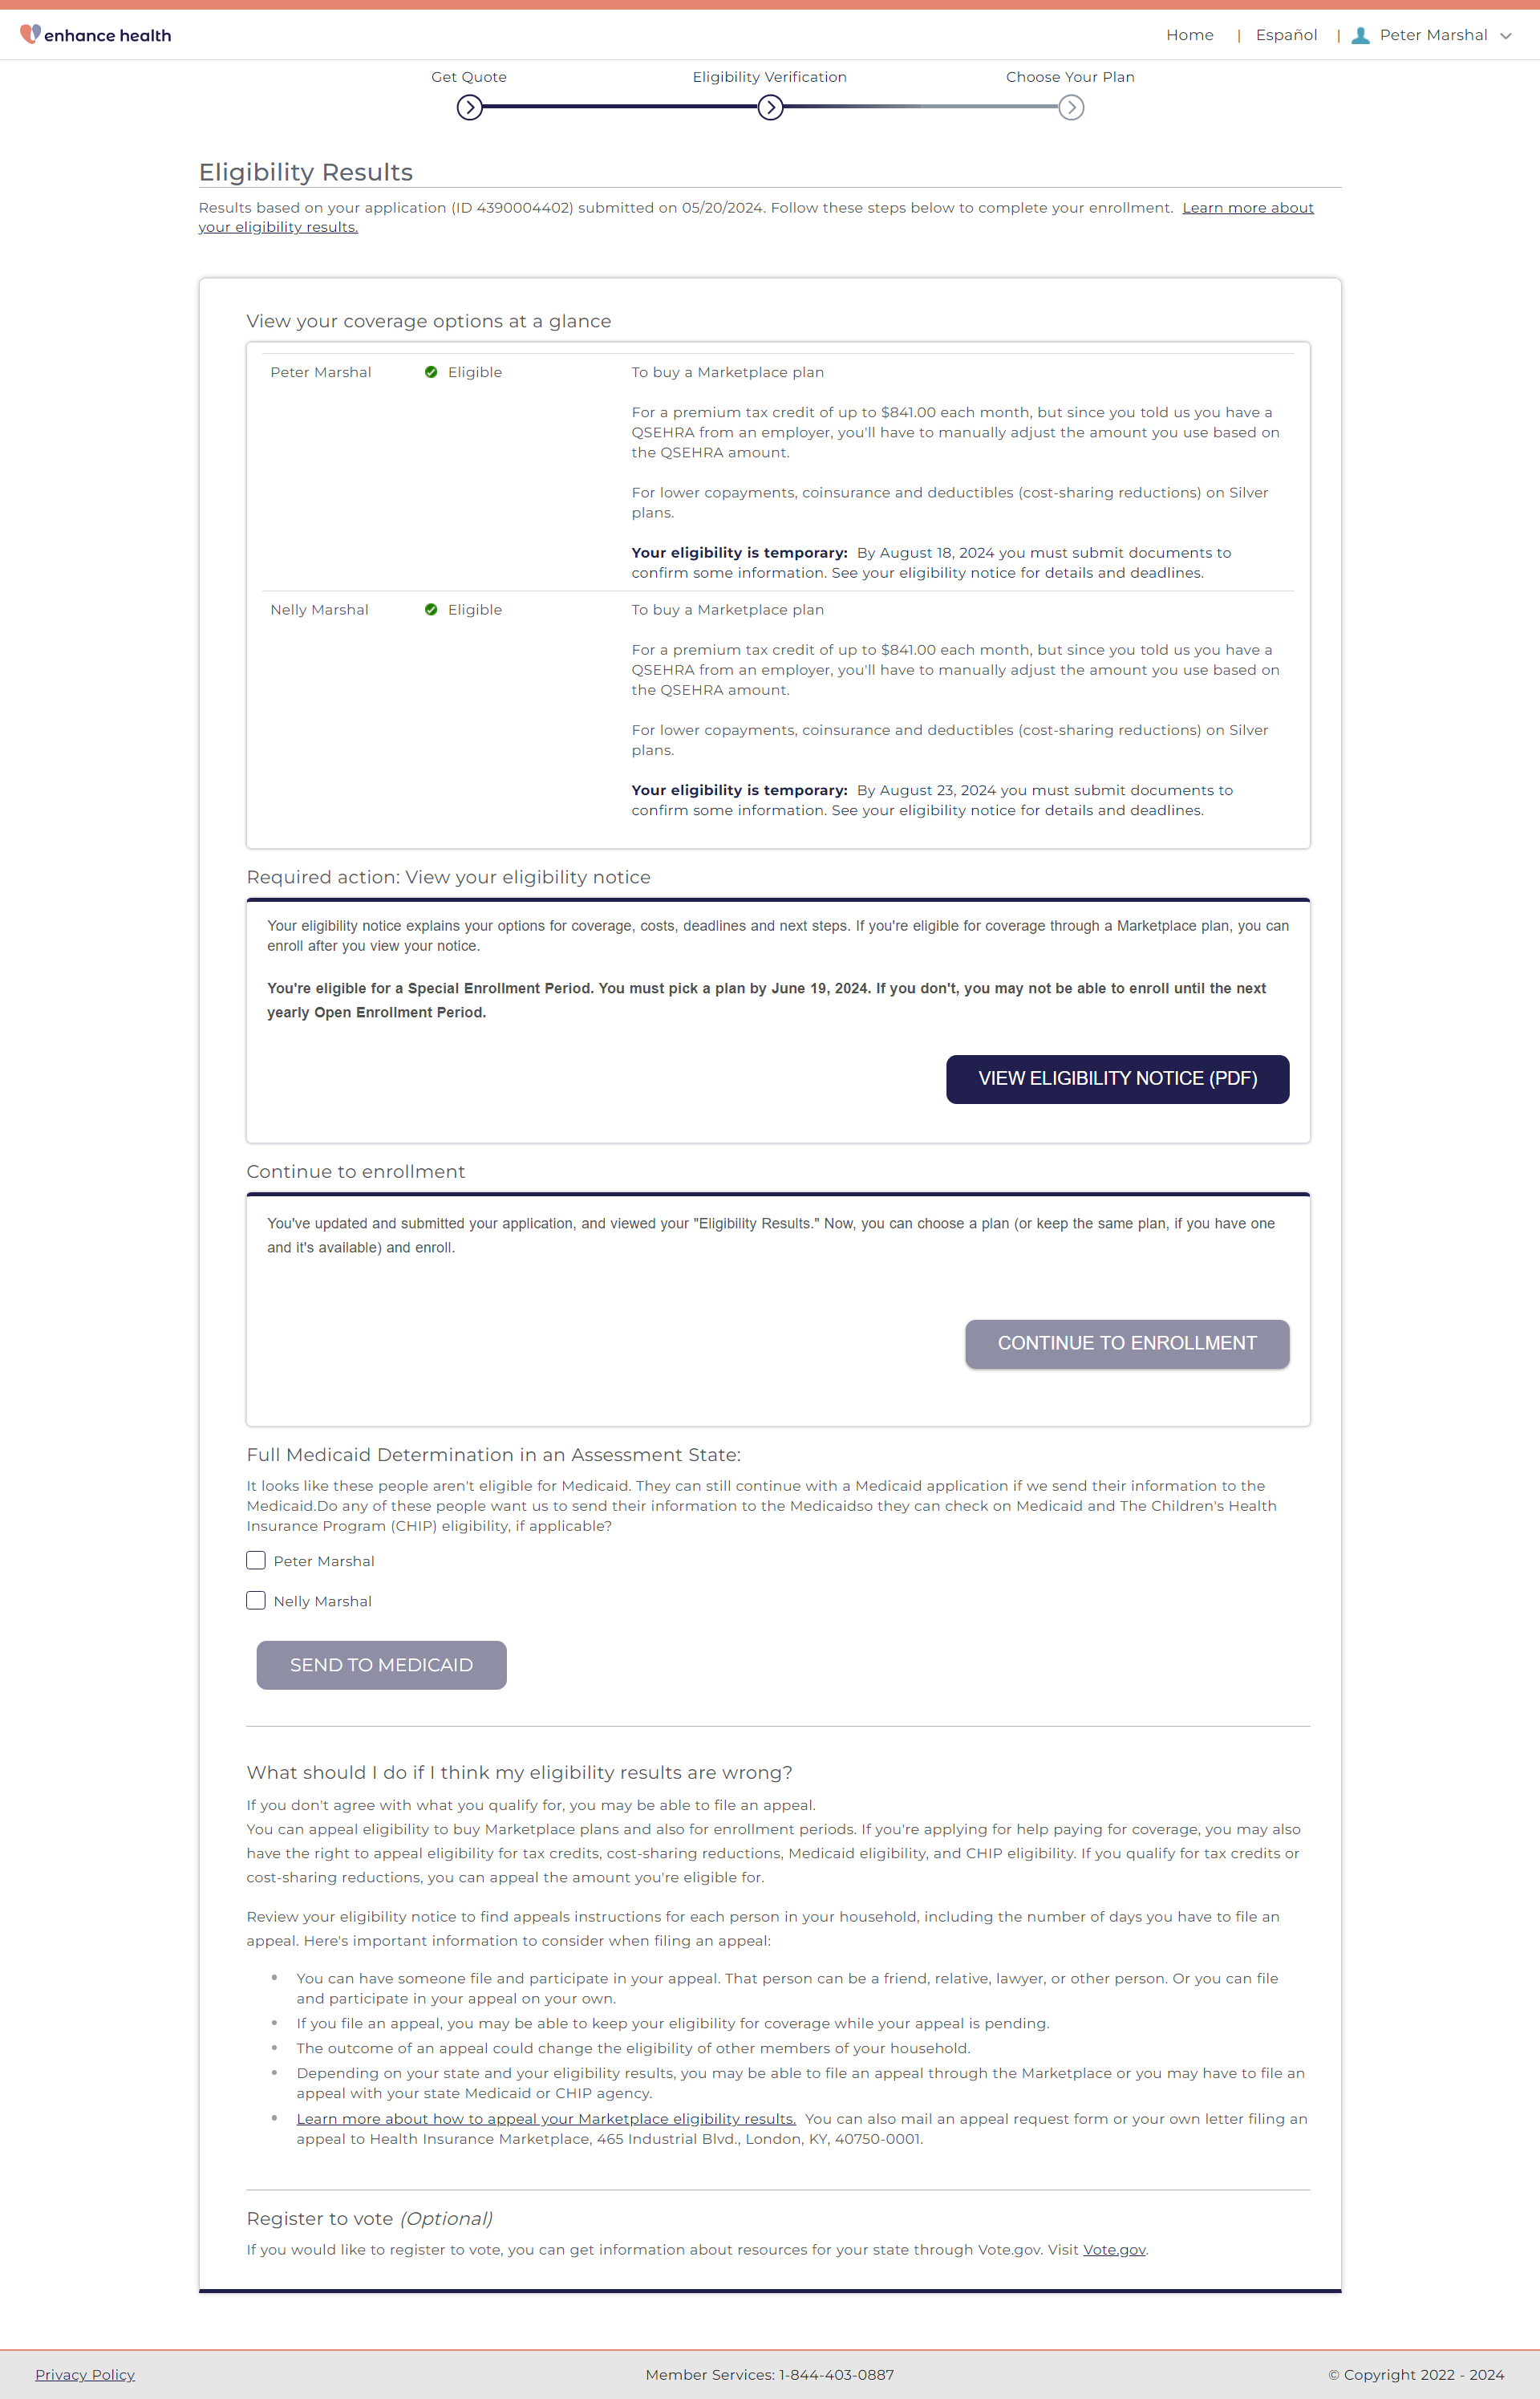 enhance health
Home | Español | Peter Marshal
Get Quote
Eligibility Verification
Choose Your Plan
Eligibility Results
Results based on your application (ID 4390004402) submitted on 05/20/2024. Follow these steps below to complete your enrollment. Learn more about
your eligibility results.
View your coverage options at a glance
Peter Marshal Eligible To buy a Marketplace plan
For a premium tax credit of up to $841.00 each month, but since you told us you have a
QSEHRA from an employer, you'll have to manually adjust the amount you use based on
the QSEHRA amount.
For lower copayments, coinsurance and deductibles (cost-sharing reductions) on Silver
plans.
Your eligibility is temporary: By August 18, 2024 you must submit documents to
confirm some information. See your eligibility notice for details and deadlines.
Nelly Marshal Eligible To buy a Marketplace plan
For a premium tax credit of up to $841.00 each month, but since you told us you have a
QSEHRA from an employer, you'll have to manually adjust the amount you use based on
the QSEHRA amount.
For lower copayments, coinsurance and deductibles (cost-sharing reductions) on Silver
plans.
Your eligibility is temporary: By August 23, 2024 you must submit documents to
confirm some information. See your eligibility notice for details and deadlines.
Required action: View your eligibility notice
Your eligibility notice explains your options for coverage, costs, deadlines and next steps. If you're eligible for coverage through a Marketplace plan, you can
enroll after you view your notice.
You're eligible for a Special Enrollment Period. You must pick a plan by June 19, 2024. If you don't, you may not be able to enroll until the next
yearly Open Enrollment Period.
VIEW ELIGIBILITY NOTICE (PDF)
Continue to enrollment
You've updated and submitted your application, and viewed your "Eligibility Results." Now, you can choose a plan (or keep the same plan, if you have one
and it's available) and enroll.
CONTINUE TO ENROLLMENT
Full Medicaid Determination in an Assessment State:
It looks like these people aren't eligible for Medicaid. They can still continue with a Medicaid application if we send their information to the
Medicaid.Do any of these people want us to send their information to the Medicaidso they can check on Medicaid and The Children's Health
Insurance Program (CHIP) eligibility, if applicable?
Peter Marshal
Nelly Marshal
SEND TO MEDICAID
What should I do if I think my eligibility results are wrong?
If you don't agree with what you qualify for, you may be able to file an appeal.
You can appeal eligibility to buy Marketplace plans and also for enrollment periods. If you're applying for help paying for coverage, you may also
have the right to appeal eligibility for tax credits, cost-sharing reductions, Medicaid eligibility, and CHIP eligibility. If you qualify for tax credits or
cost-sharing reductions, you can appeal the amount you're eligible for.
Review your eligibility notice to find appeals instructions for each person in your household, including the number of days you have to file an
appeal. Here's important information to consider when filing an appeal:
• You can have someone file and participate in your appeal. That person can be a friend, relative, lawyer, or other person. Or you can file
and participate in your appeal on your own.
• If you file an appeal, you may be able to keep your eligibility for coverage while your appeal is pending.
• The outcome of an appeal could change the eligibility of other members of your household.
• Depending on your state and your eligibility results, you may be able to file an appeal through the Marketplace or you may have to file an
appeal with your state Medicaid or CHIP agency.
• Learn more about how to appeal your Marketplace eligibility results. You can also mail an appeal request form or your own letter filing an
appeal to Health Insurance Marketplace, 465 Industrial Blvd., London, KY, 40750-0001.
Register to vote (Optional)
If you would like to register to vote, you can get information about resources for your state through Vote.gov. Visit Vote.gov.
Privacy Policy
Member Services: 1-844-403-0887
© Copyright 2022 - 2024